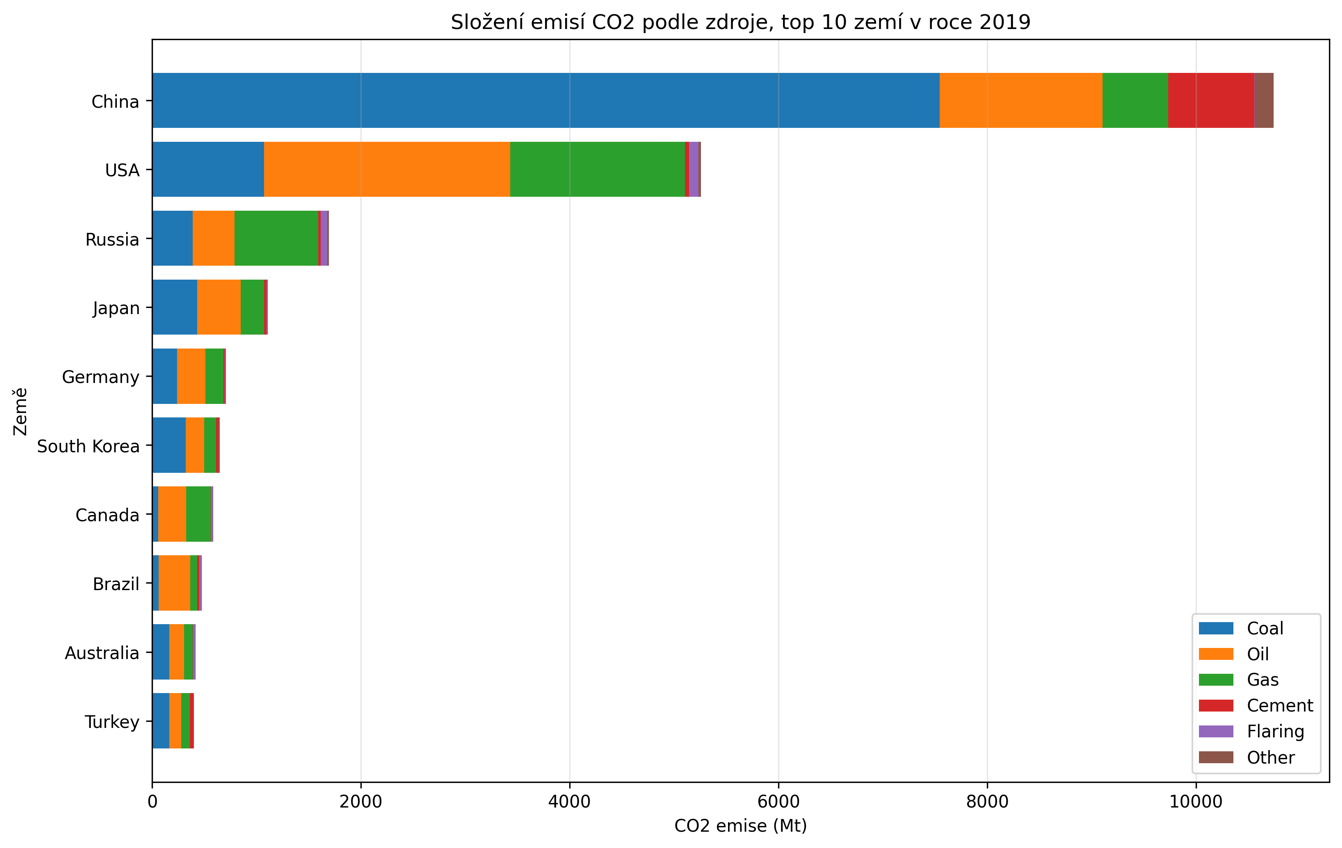 Složení emisí CO2 podle zdroje, top 10 zemí v roce 2019
Země
China
USA
Russia
Japan
Germany
South Korea
Canada
Brazil
Australia
Turkey
Coal
Oil
Gas
Cement
Flaring
Other
0 2000 4000 6000 8000 10000
CO2 emise (Mt)